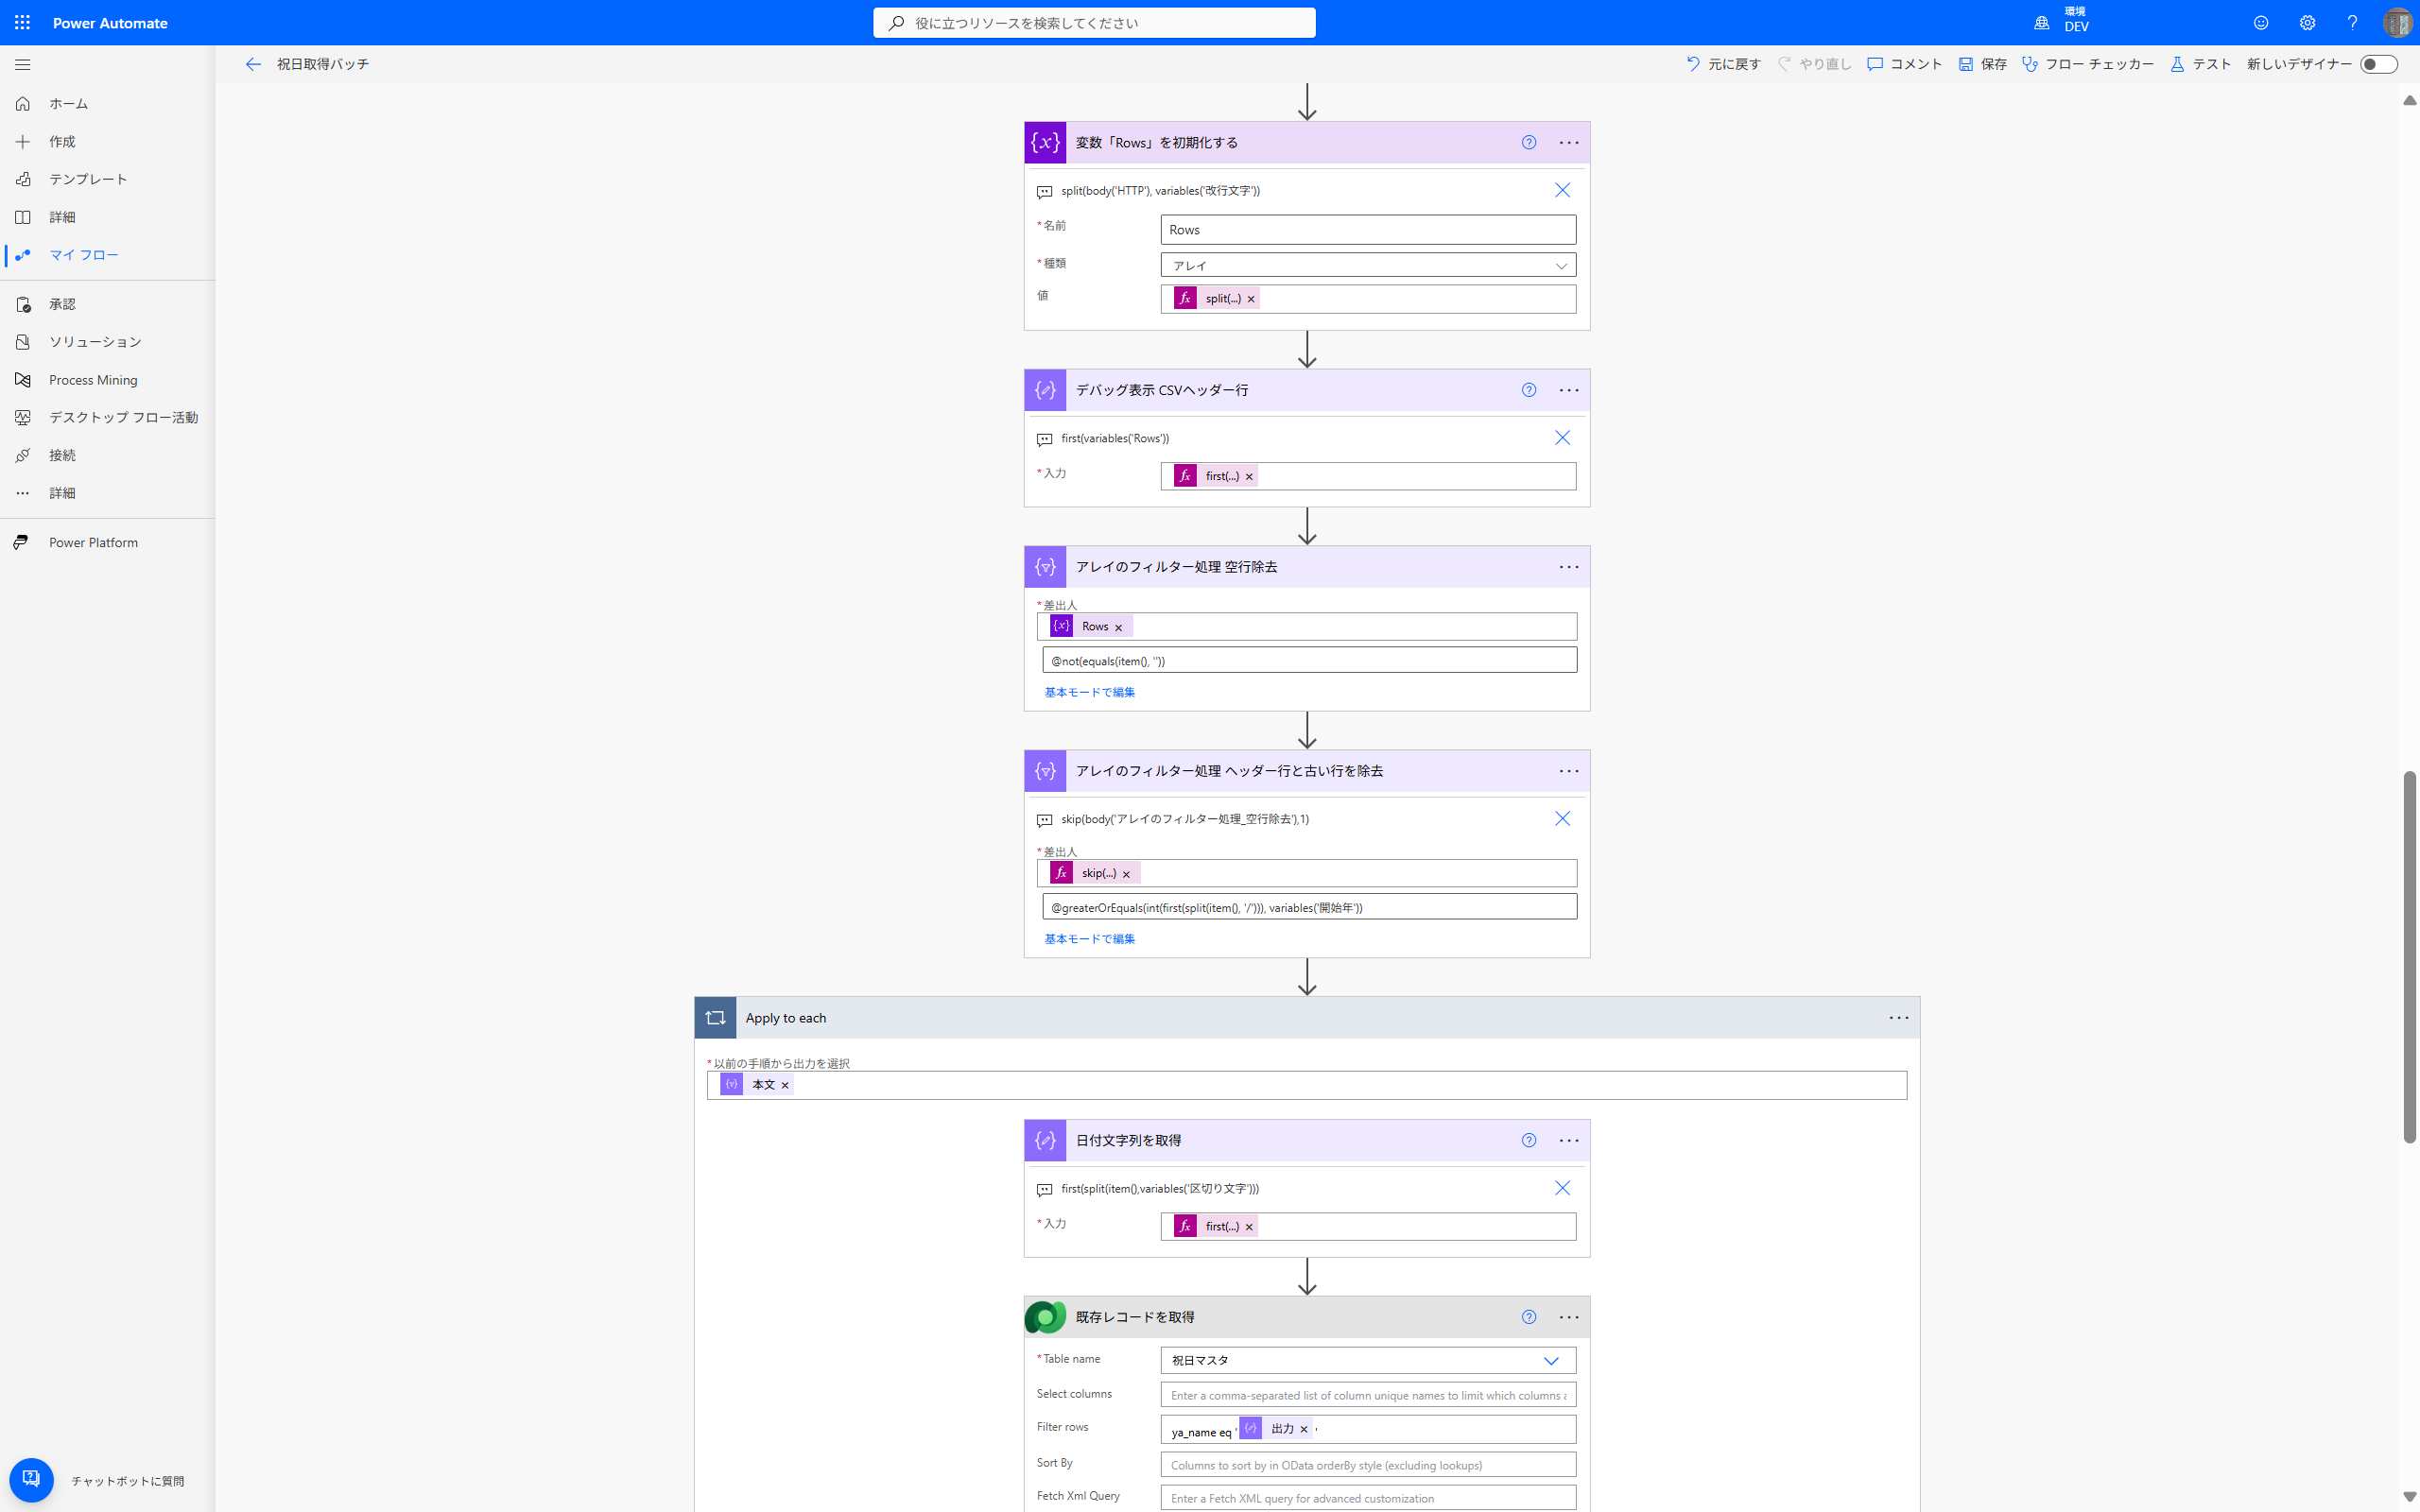 Power Automate
役に立つリソースを検索してください
環境
DEV
祝日取得バッチ
元に戻す
やり直し
コメント
保存
フロー チェッカー
テスト
新しいデザイナー
ホーム
作成
テンプレート
詳細
マイ フロー
承認
ソリューション
Process Mining
デスクトップ フロー活動
接続
詳細
Power Platform
チャットボットに質問
変数「Rows」を初期化する
split(body('HTTP'), variables('改行文字'))
*名前
Rows
*種類
アレイ
値
split(...)
デバッグ表示 CSVヘッダー行
first(variables('Rows'))
*入力
first(...)
アレイのフィルター処理 空行除去
*差出人
Rows
@not(equals(item(), ''))
基本モードで編集
アレイのフィルター処理 ヘッダー行と古い行を除去
skip(body('アレイのフィルター処理_空行除去'),1)
*差出人
skip(...)
@greaterOrEquals(int(first(split(item(), '/'))), variables('開始年'))
基本モードで編集
Apply to each
*以前の手順から出力を選択
本文
日付文字列を取得
first(split(item(),variables('区切り文字')))
*入力
first(...)
既存レコードを取得
*Table name
祝日マスタ
Select columns
Enter a comma-separated list of column unique names to limit which columns a
Filter rows
ya_name eq ' 出力 '
Sort By
Columns to sort by in OData orderBy style (excluding lookups)
Fetch Xml Query
Enter a Fetch XML query for advanced customization